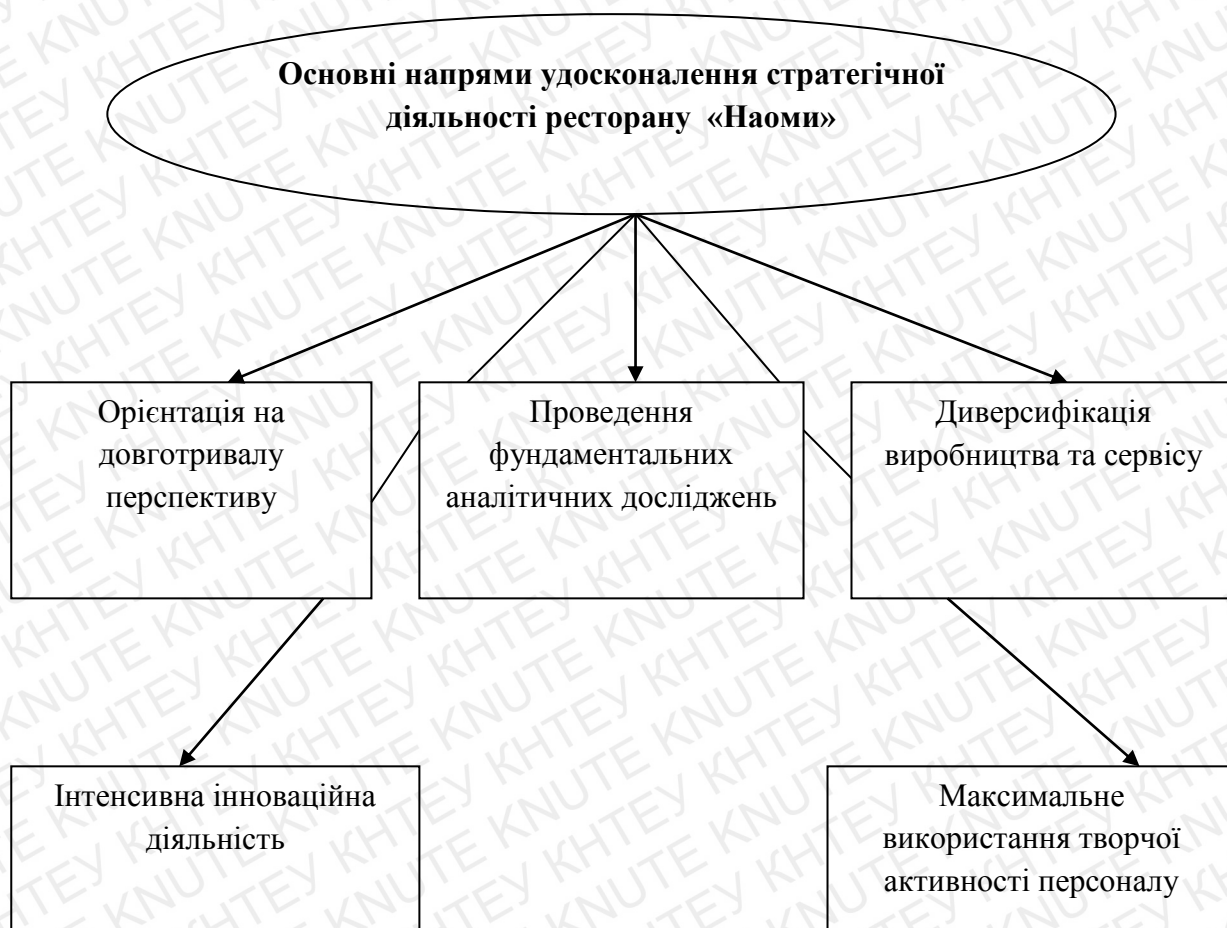 Основні напрями удосконалення стратегічної
діяльності ресторану «Наоми»
Орієнтація на
довготривалу
перспективу
Проведення
фундаментальних
аналітичних досліджень
Диверсифікація
виробництва та сервісу
Інтенсивна інноваційна
діяльність
Максимальне
використання творчої
активності персоналу